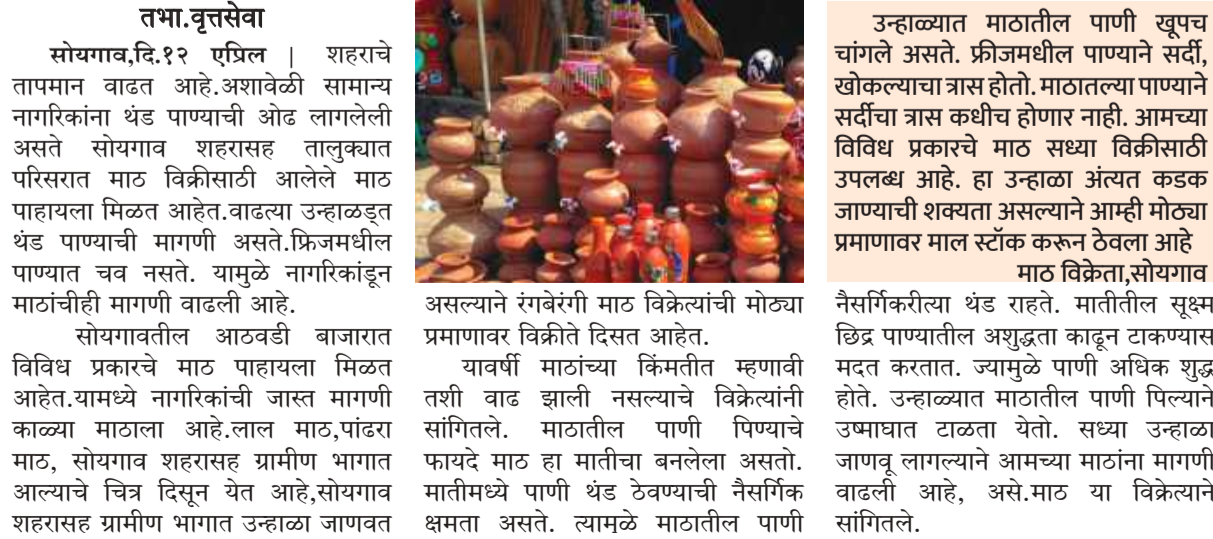 तभा.वृत्तसेवा
सोयगाव,दि.१२ एप्रिल | शहराचे
तापमान वाढत आहे.अशावेळी सामान्य
नागरिकांना थंड पाण्याची ओढ लागलेली
असते सोयगाव शहरासह तालुक्यात
परिसरात माठ विक्रीसाठी आलेले माठ
पाहायला मिळत आहेत.वाढत्या उन्हाळड्त
थंड पाण्याची मागणी असते.फ्रिजमधील
पाण्यात चव नसते. यामुळे नागरिकांडून
माठांचीही मागणी वाढली आहे.
सोयगावतील आठवडी बाजारात
विविध प्रकारचे माठ पाहायला मिळत
आहेत.यामध्ये नागरिकांची जास्त मागणी
काळ्या माठाला आहे.लाल माठ,पांढरा
माठ, सोयगाव शहरासह ग्रामीण भागात
आल्याचे चित्र दिसून येत आहे,सोयगाव
शहरासह ग्रामीण भागात उन्हाळा जाणवत
असल्याने रंगबेरंगी माठ विक्रेत्यांची मोठ्या
प्रमाणावर विक्रीते दिसत आहेत.
यावर्षी माठांच्या किंमतीत म्हणावी
तशी वाढ झाली नसल्याचे विक्रेत्यांनी
सांगितले. माठातील पाणी पिण्याचे
फायदे माठ हा मातीचा बनलेला असतो.
मातीमध्ये पाणी थंड ठेवण्याची नैसर्गिक
क्षमता असते. त्यामुळे माठातील पाणी
उन्हाळ्यात माठातील पाणी खूपच
चांगले असते. फ्रीजमधील पाण्याने सर्दी,
खोकल्याचा त्रास होतो. माठातल्या पाण्याने
सर्दीचा त्रास कधीच होणार नाही. आमच्या
विविध प्रकारचे माठ सध्या विक्रीसाठी
उपलब्ध आहे. हा उन्हाळा अंत्यत कडक
जाण्याची शक्यता असल्याने आम्ही मोठ्या
प्रमाणावर माल स्टॉक करून ठेवला आहे
माठ विक्रेता,सोयगाव
नैसर्गिकरीत्या थंड राहते. मातीतील सूक्ष्म
छिद्र पाण्यातील अशुद्धता काढून टाकण्यास
मदत करतात. ज्यामुळे पाणी अधिक शुद्ध
होते. उन्हाळ्यात माठातील पाणी पिल्याने
उष्माघात टाळता येतो. सध्या उन्हाळा
जाणवू लागल्याने आमच्या माठांना मागणी
वाढली आहे, असे.माठ या विक्रेत्याने
सांगितले.